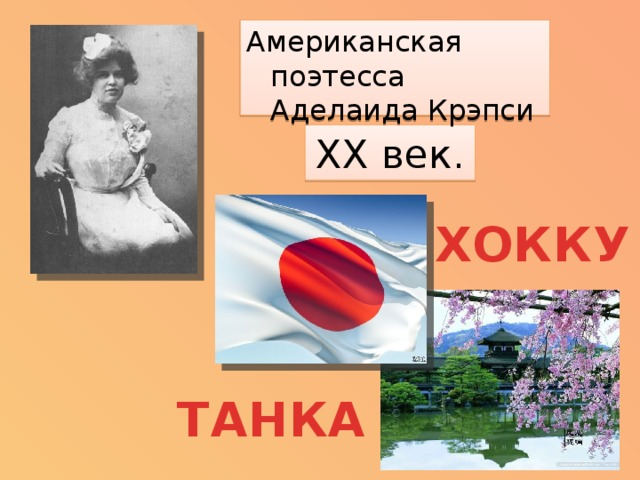 Американская
поэтесса
Аделаида Крэпси
XX век.
ХОККУ
ТАНКА